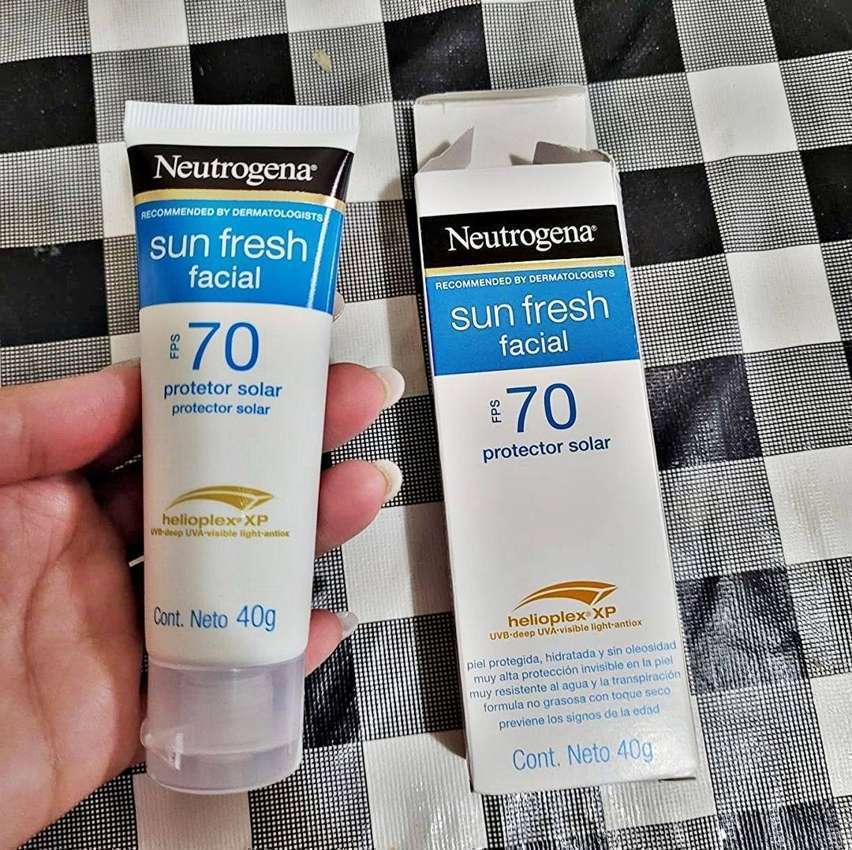 Neutrogena®
RECOMMENDED BY DERMATOLOGISTS
sun fresh
facial
FPS 70
protetor solar
protector solar
helioplex® XP
UVB-deep UVA-visible light-antiox
Cont. Neto 40g
Neutrogena®
RECOMMENDED BY DERMATOLOGISTS
sun fresh
facial
FPS 70
protector solar
helioplex® XP
UVB-deep UVA-visible light-antiox
piel protegida, hidratada y sin oleosidad
muy alta protección invisible en la piel
muy resistente al agua y la transpiración
formula no grasosa con toque seco
previene los signos de la edad
Cont. Neto 40g